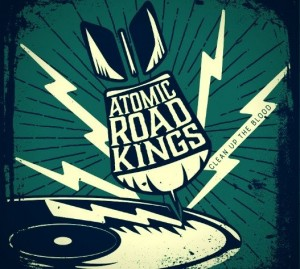 ATOMIC
ROAD
KINGS
CLEAN UP THE BLOOD